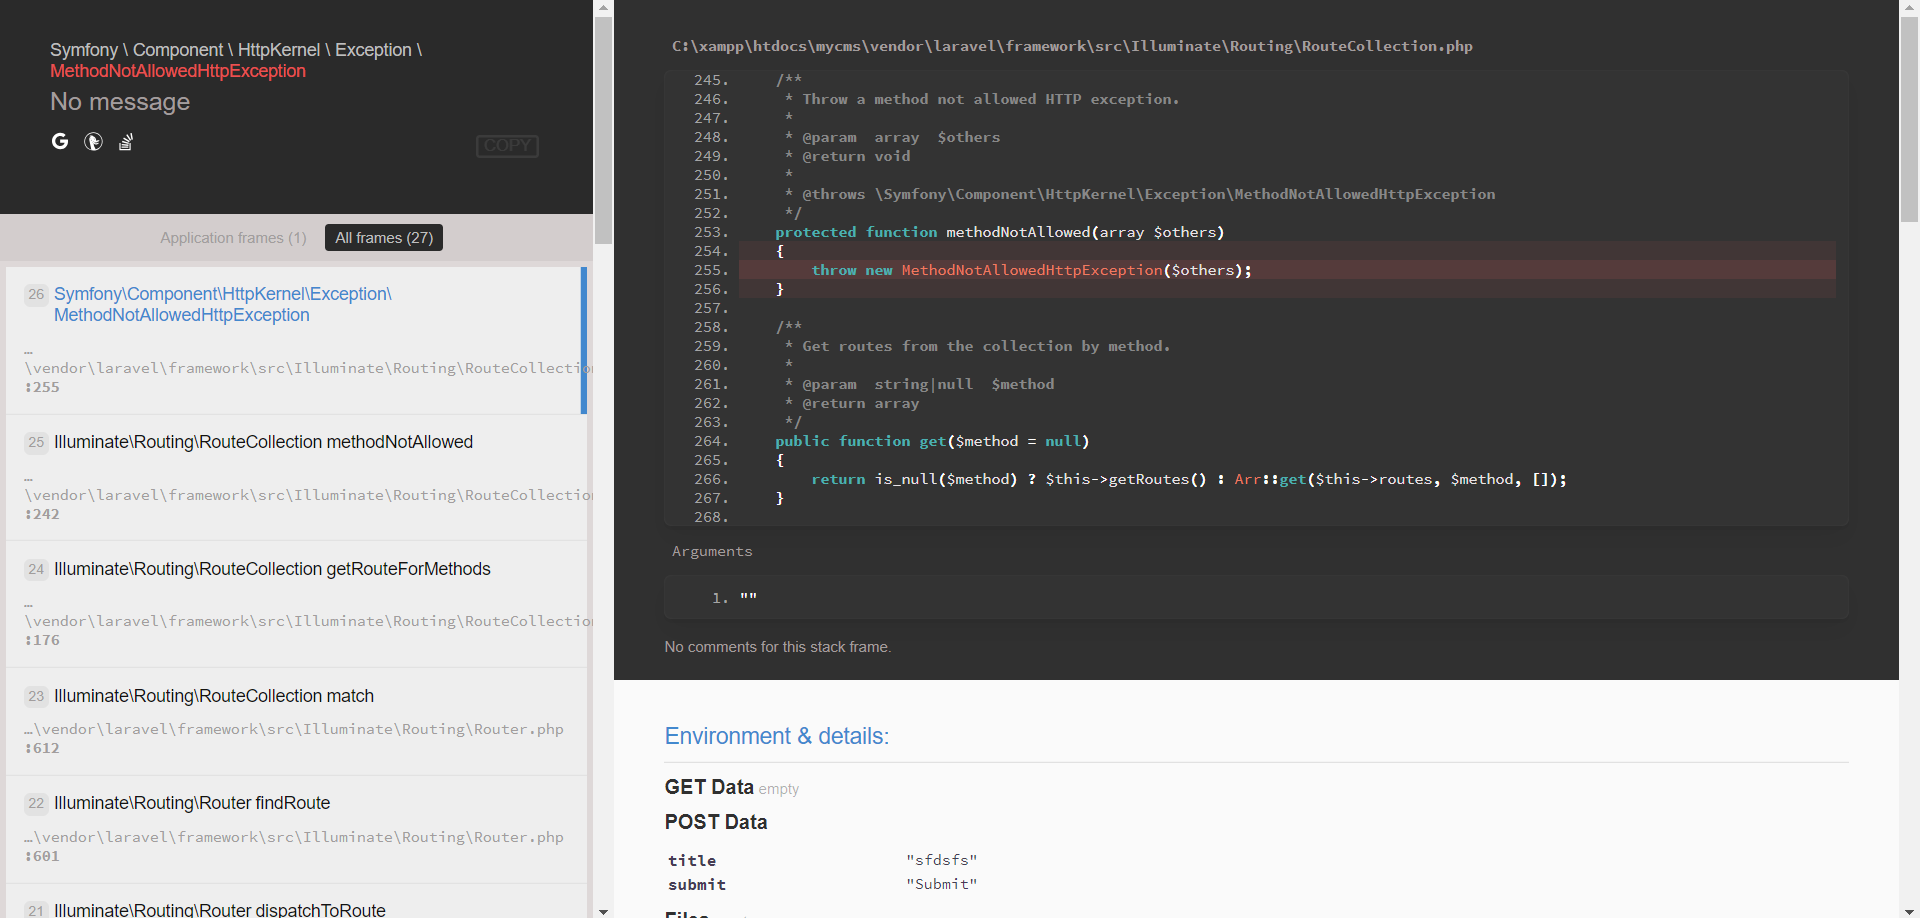 Symfony \ Component \ HttpKernel \ Exception \
MethodNotAllowedHttpException
No message
COPY
Application frames (1)
All frames (27)
26
Symfony\Component\HttpKernel\Exception\
MethodNotAllowedHttpException
…
\vendor\laravel\framework\src\Illuminate\Routing\RouteCollectio
:255
25
Illuminate\Routing\RouteCollection methodNotAllowed
…
\vendor\laravel\framework\src\Illuminate\Routing\RouteCollectio
:242
24
Illuminate\Routing\RouteCollection getRouteForMethods
…
\vendor\laravel\framework\src\Illuminate\Routing\RouteCollectio
:176
23
Illuminate\Routing\RouteCollection match
…\vendor\laravel\framework\src\Illuminate\Routing\Router.php
:612
22
Illuminate\Routing\Router findRoute
…\vendor\laravel\framework\src\Illuminate\Routing\Router.php
:601
21
Illuminate\Routing\Router dispatchToRoute
C:\xampp\htdocs\mycms\vendor\laravel\framework\src\Illuminate\Routing\RouteCollection.php
245.     /**
246.      * Throw a method not allowed HTTP exception.
247.      *
248.      * @param  array  $others
249.      * @return void
250.      *
251.      * @throws \Symfony\Component\HttpKernel\Exception\MethodNotAllowedHttpException
252.      */
253.     protected function methodNotAllowed(array $others)
254.     {
255.         throw new MethodNotAllowedHttpException($others);
256.     }
257.
258.     /**
259.      * Get routes from the collection by method.
260.      *
261.      * @param  string|null  $method
262.      * @return array
263.      */
264.     public function get($method = null)
265.     {
266.         return is_null($method) ? $this->getRoutes() : Arr::get($this->routes, $method, []);
267.     }
268.
Arguments
1. ""
No comments for this stack frame.
Environment & details:
GET Data empty
POST Data
title "sfdsfs"
submit "Submit"
Files